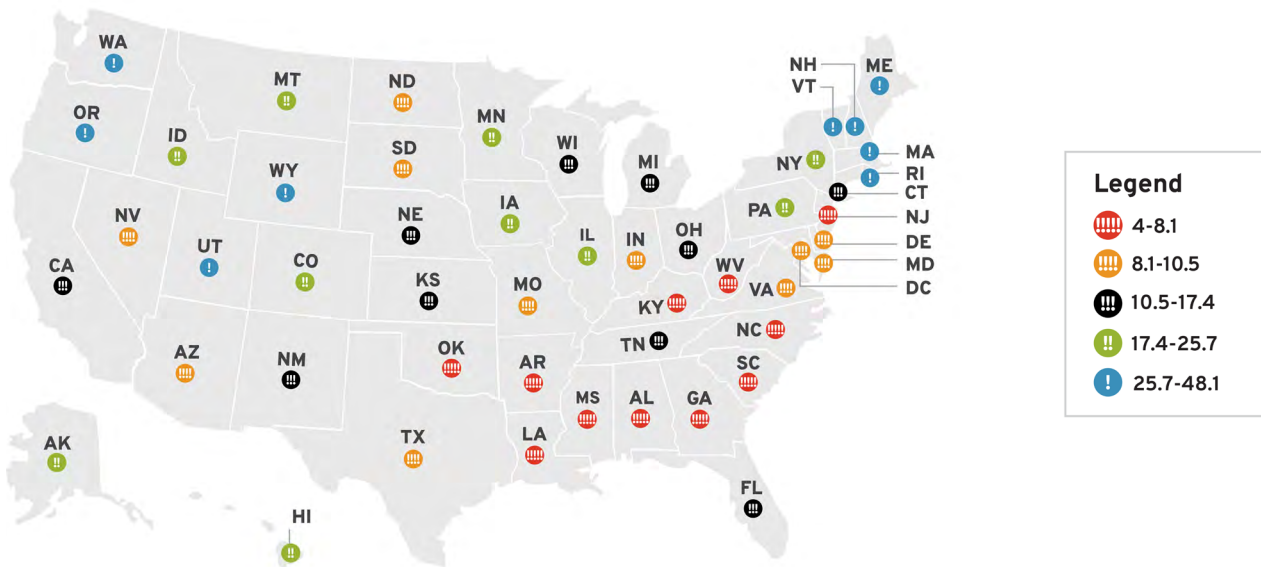 WA
MT
ND
MN
OR
ID
SD
WI
MI
NH
VT
ME
NY
MA
RI
CT
NJ
DE
MD
DC
WY
NV
UT
CO
NE
IA
IL
IN
OH
PA
WV
VA
CA
KS
MO
KY
AZ
NM
OK
AR
TN
NC
SC
MS
AL
GA
TX
LA
FL
AK
HI
Legend
!!!!! 4-8.1
!!!! 8.1-10.5
!!! 10.5-17.4
!! 17.4-25.7
! 25.7-48.1